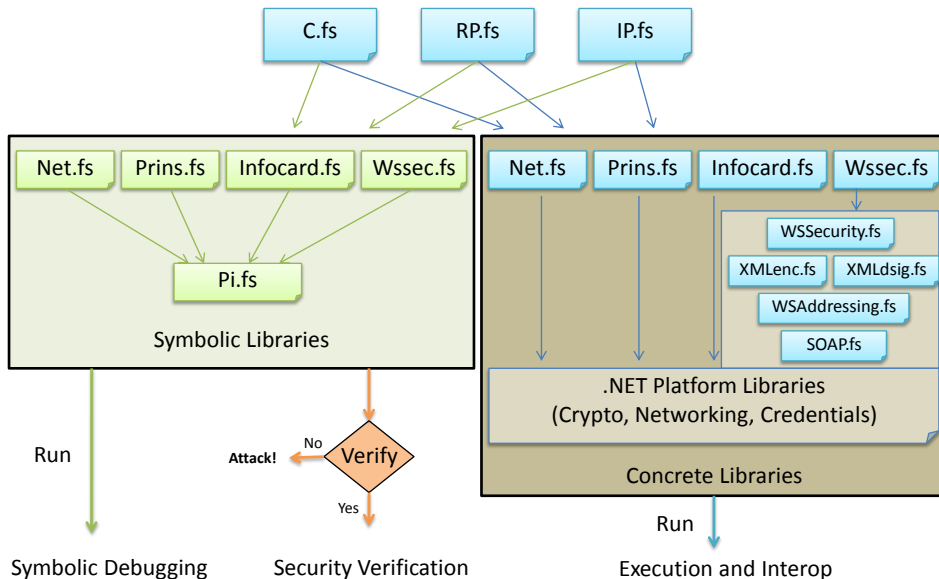 C.fs
RP.fs
IP.fs
Net.fs
Prins.fs
Infocard.fs
Wssec.fs
Pi.fs
Symbolic Libraries
Net.fs
Prins.fs
Infocard.fs
Wssec.fs
WSSecurity.fs
XMLenc.fs
XMLdsig.fs
WSAddressing.fs
SOAP.fs
.NET Platform Libraries
(Crypto, Networking, Credentials)
Concrete Libraries
Run
No
Attack!
Verify
Yes
Run
Symbolic Debugging
Security Verification
Execution and Interop